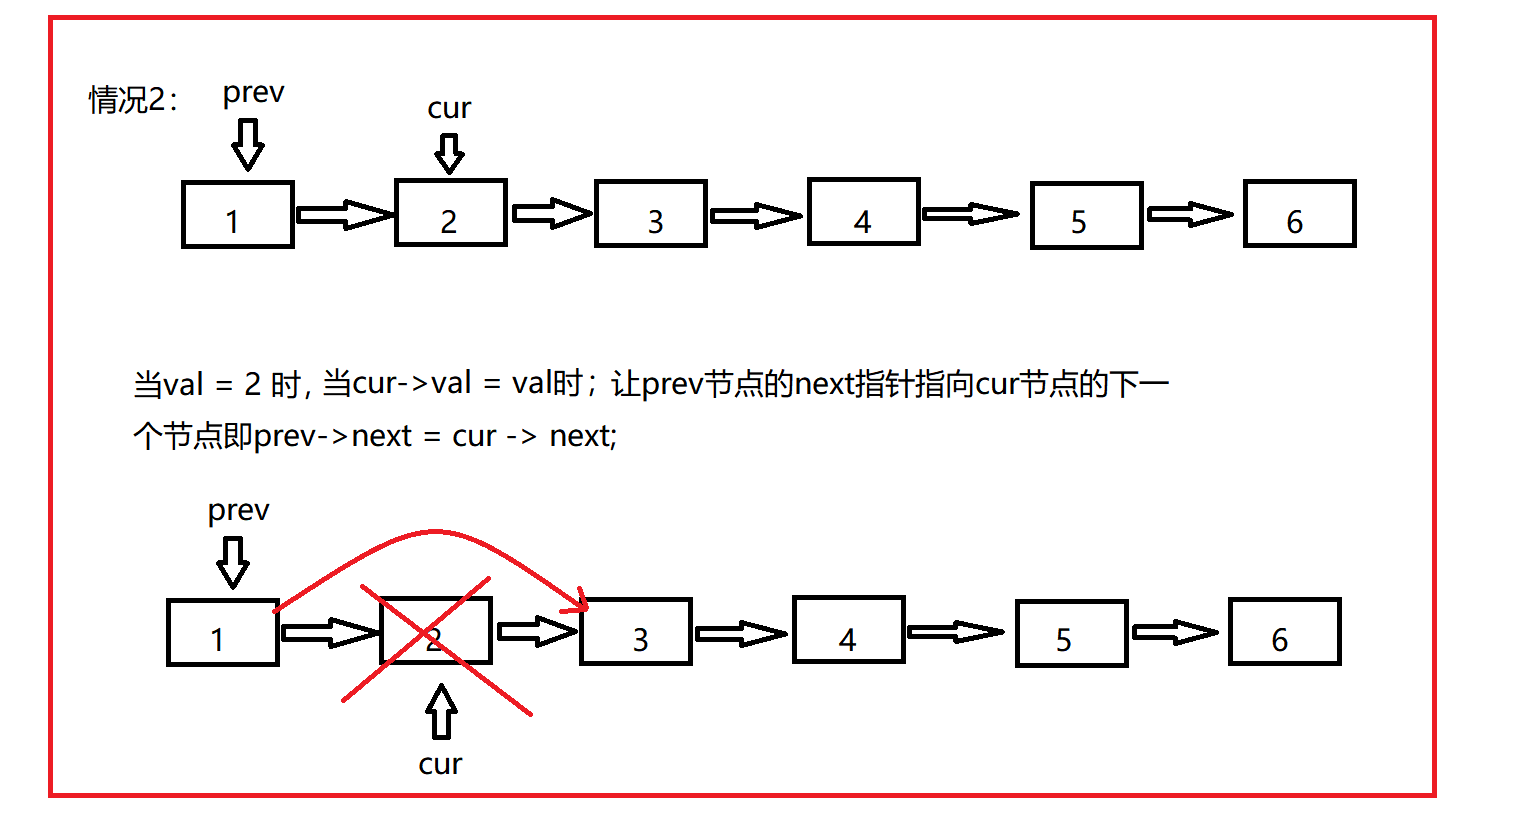 情况2：
prev
cur
1 2 3 4 5 6
当val = 2 时, 当cur->val = val时；让prev节点的next指针指向cur节点的下一
个节点即prev->next = cur -> next;
prev
1 2 3 4 5 6
cur